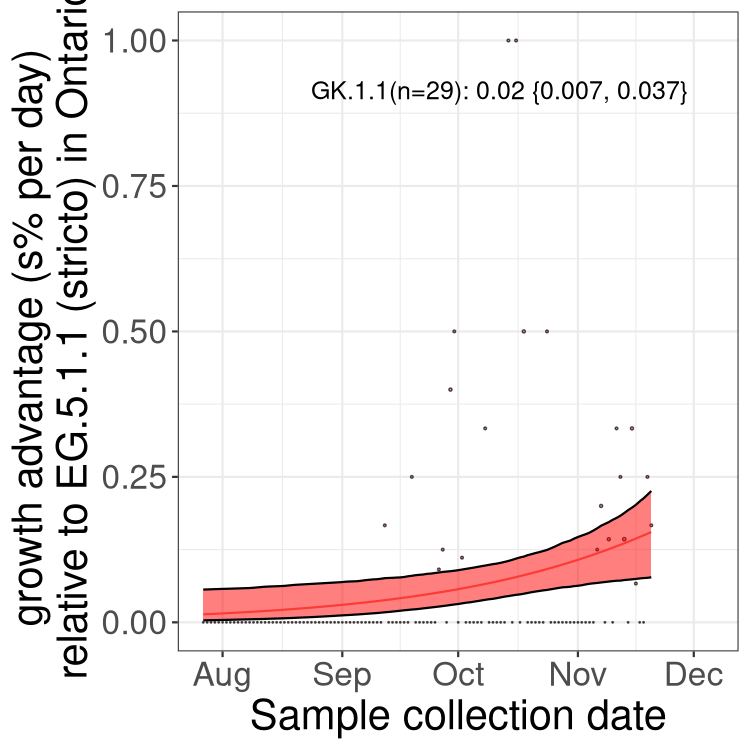 growth advantage (s% per day)
relative to EG.5.1.1 (stricto) in Ontario
1.00
0.75
0.50
0.25
0.00
GK.1.1(n=29): 0.02 {0.007, 0.037}
Aug Sep Oct Nov Dec
Sample collection date